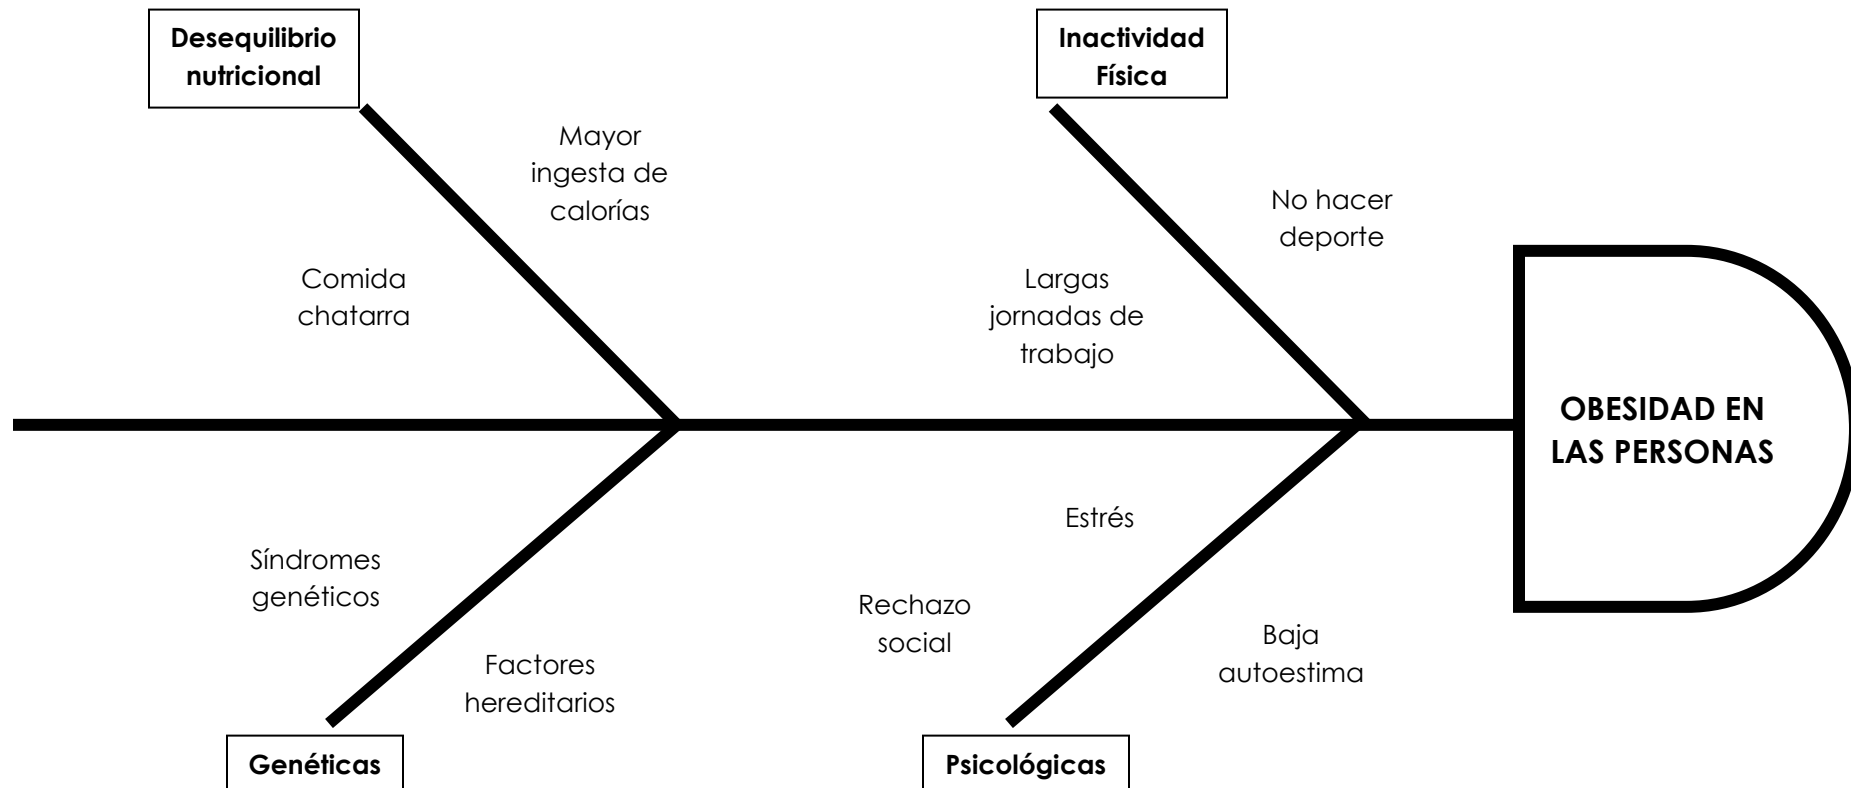 Desequilibrio
nutricional
Inactividad
Física
Mayor
ingesta de
calorías
No hacer
deporte
Comida
chatarra
Largas
jornadas de
trabajo
OBESIDAD EN
LAS PERSONAS
Estrés
Síndromes
genéticos
Rechazo
social
Baja
autoestima
Factores
hereditarios
Genéticas
Psicológicas